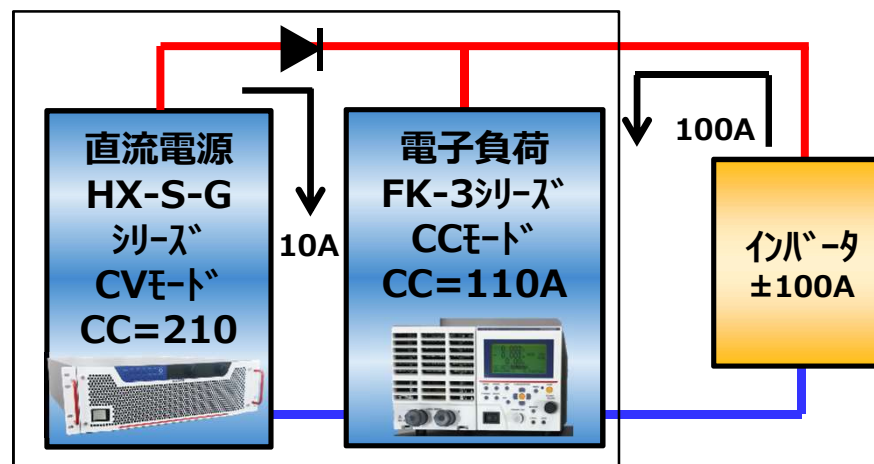 直流電源
HX-S-G
ｼﾘｰｽﾞ
CVﾓｰﾄﾞ
CC=210
10A
電子負荷
FK-3ｼﾘｰｽﾞ
CCﾓｰﾄﾞ
CC=110A
100A
ｲﾝﾊﾞｰﾀ
±100A